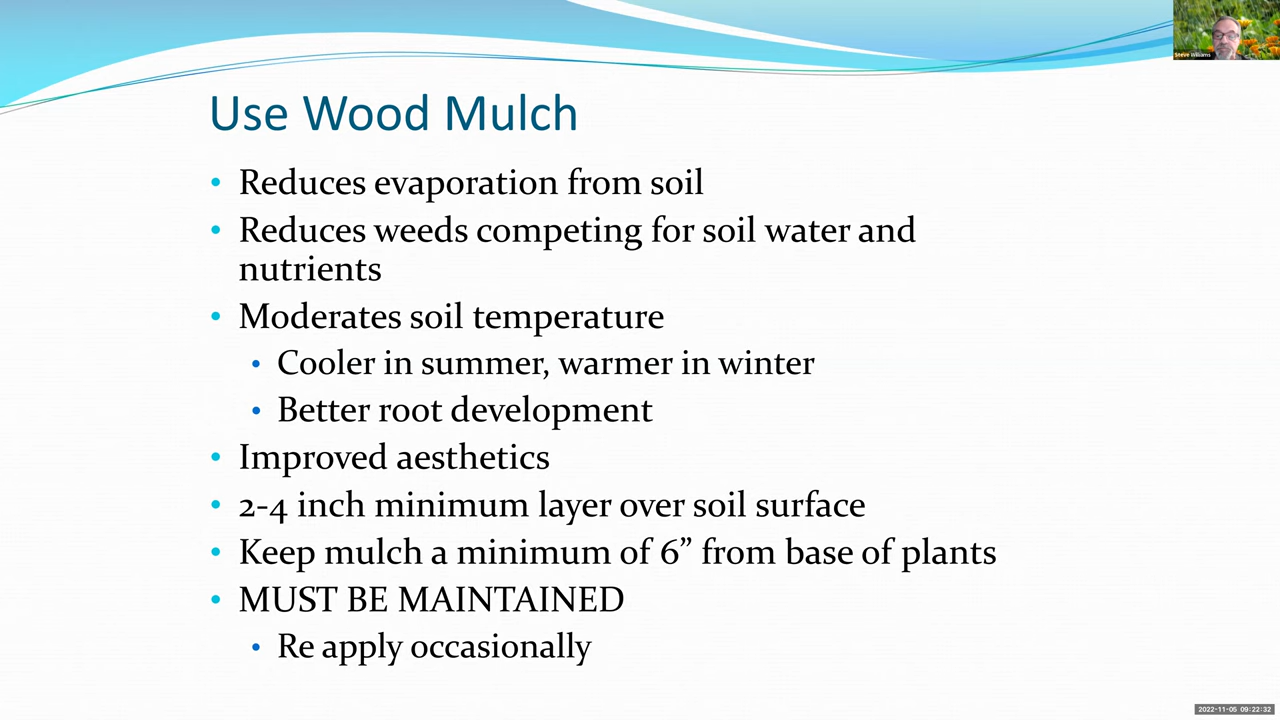 Steve Williams
Use Wood Mulch
• Reduces evaporation from soil
• Reduces weeds competing for soil water and
nutrients
• Moderates soil temperature
• Cooler in summer, warmer in winter
• Better root development
• Improved aesthetics
• 2-4 inch minimum layer over soil surface
• Keep mulch a minimum of 6” from base of plants
• MUST BE MAINTAINED
• Re apply occasionally
2022-11-05 09:22:32